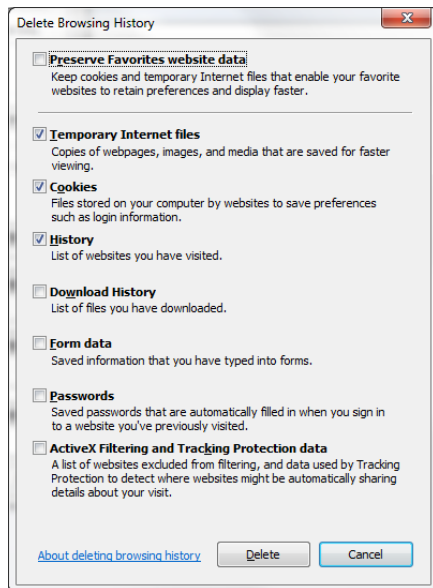 Delete Browsing History
Preserve Favorites website data
Keep cookies and temporary Internet files that enable your favorite
websites to retain preferences and display faster.
Temporary Internet files
Copies of webpages, images, and media that are saved for faster
viewing.
Cookies
Files stored on your computer by websites to save preferences
such as login information.
History
List of websites you have visited.
Download History
List of files you have downloaded.
Form data
Saved information that you have typed into forms.
Passwords
Saved passwords that are automatically filled in when you sign in
to a website you've previously visited.
ActiveX Filtering and Tracking Protection data
A list of websites excluded from filtering, and data used by Tracking
Protection to detect where websites might be automatically sharing
details about your visit.
About deleting browsing history Delete Cancel